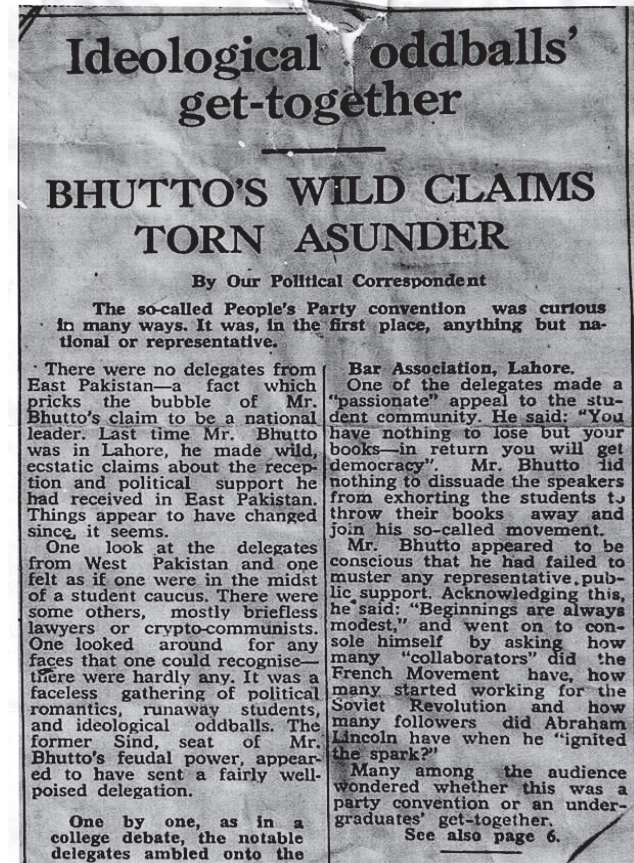 Ideological oddballs'
get-together
BHUTTO'S WILD CLAIMS
TORN ASUNDER
By Our Political Correspondent
The so-called People's Party convention was curious
in many ways. It was, in the first place, anything but na-
tional or representative.
There were no delegates from
East Pakistan—a fact which
pricks the bubble of Mr.
Bhutto's claim to be a national
leader. Last time Mr. Bhutto
was in Lahore, he made wild,
ecstatic claims about the recep-
tion and political support he
had received in East Pakistan.
Things appear to have changed
since, it seems.
One look at the delegates
from West Pakistan and one
felt as if one were in the midst
of a student caucus. There were
some others, mostly briefless
lawyers or crypto-communists.
One looked around for any
faces that one could recognise—
there were hardly any. It was a
faceless gathering of political
romantics, runaway students,
and ideological oddballs. The
former Sind, seat of Mr.
Bhutto's feudal power, appear-
ed to have sent a fairly well-
poised delegation.
One by one, as in a
college debate, the notable
delegates ambled onto the
Bar Association, Lahore.
One of the delegates made a
"passionate" appeal to the stu-
dent community. He said: "You
have nothing to lose but your
books—in return you will get
democracy". Mr. Bhutto did
nothing to dissuade the speakers
from exhorting the students to
throw their books away and
join his so-called movement.
Mr. Bhutto appeared to be
conscious that he had failed to
muster any representative pub-
lic support. Acknowledging this,
he said: "Beginnings are always
modest," and went on to con-
sole himself by asking how
many "collaborators" did the
French Movement have, how
many started working for the
Soviet Revolution and how
many followers did Abraham
Lincoln have when he "ignited
the spark?"
Many among the audience
wondered whether this was a
party convention or an under-
graduates' get-together.
See also page 6.